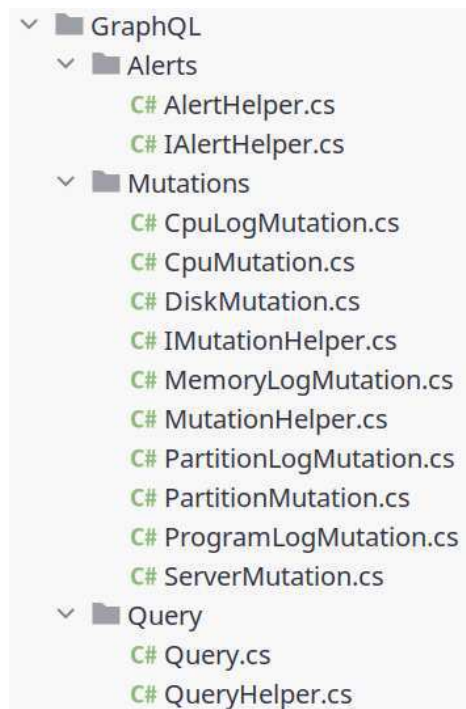 GraphQL
Alerts
C# AlertHelper.cs
C# IAlertHelper.cs
Mutations
C# CpuLogMutation.cs
C# CpuMutation.cs
C# DiskMutation.cs
C# IMutationHelper.cs
C# MemoryLogMutation.cs
C# MutationHelper.cs
C# PartitionLogMutation.cs
C# PartitionMutation.cs
C# ProgramLogMutation.cs
C# ServerMutation.cs
Query
C# Query.cs
C# QueryHelper.cs